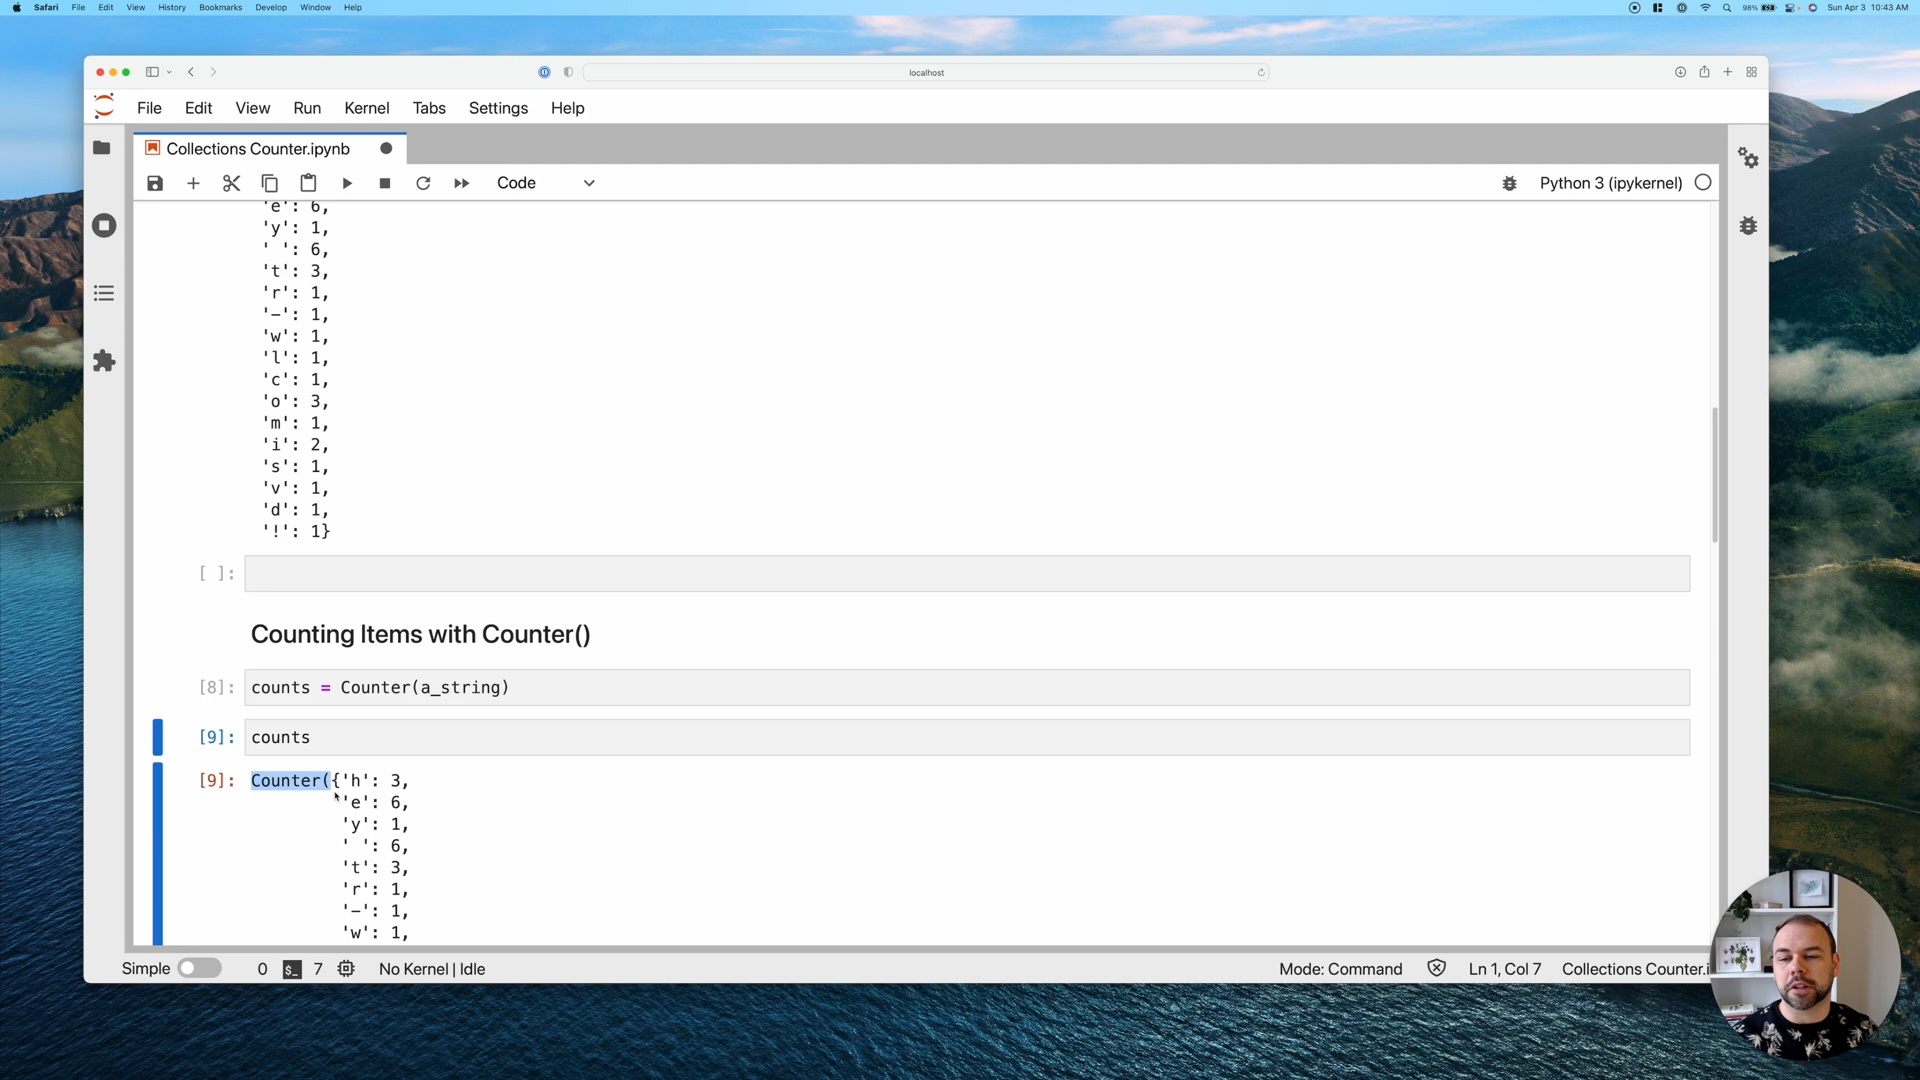 Safari File Edit View History Bookmarks Develop Window Help 98% Sun Apr 3 10:43 AM
localhost
File Edit View Run Kernel Tabs Settings Help
Collections Counter.ipynb
Code Python 3 (ipykernel)
'e': 6,
'y': 1,
' ': 6,
't': 3,
'r': 1,
'-': 1,
'w': 1,
'l': 1,
'c': 1,
'o': 3,
'm': 1,
'i': 2,
's': 1,
'v': 1,
'd': 1,
'!': 1}
[ ]:
Counting Items with Counter()
[8]: counts = Counter(a_string)
[9]: counts
[9]: Counter({'h': 3,
'e': 6,
'y': 1,
' ': 6,
't': 3,
'r': 1,
'-': 1,
'w': 1,
Simple 0 $_ 7 No Kernel | Idle Mode: Command Ln 1, Col 7 Collections Counter.i